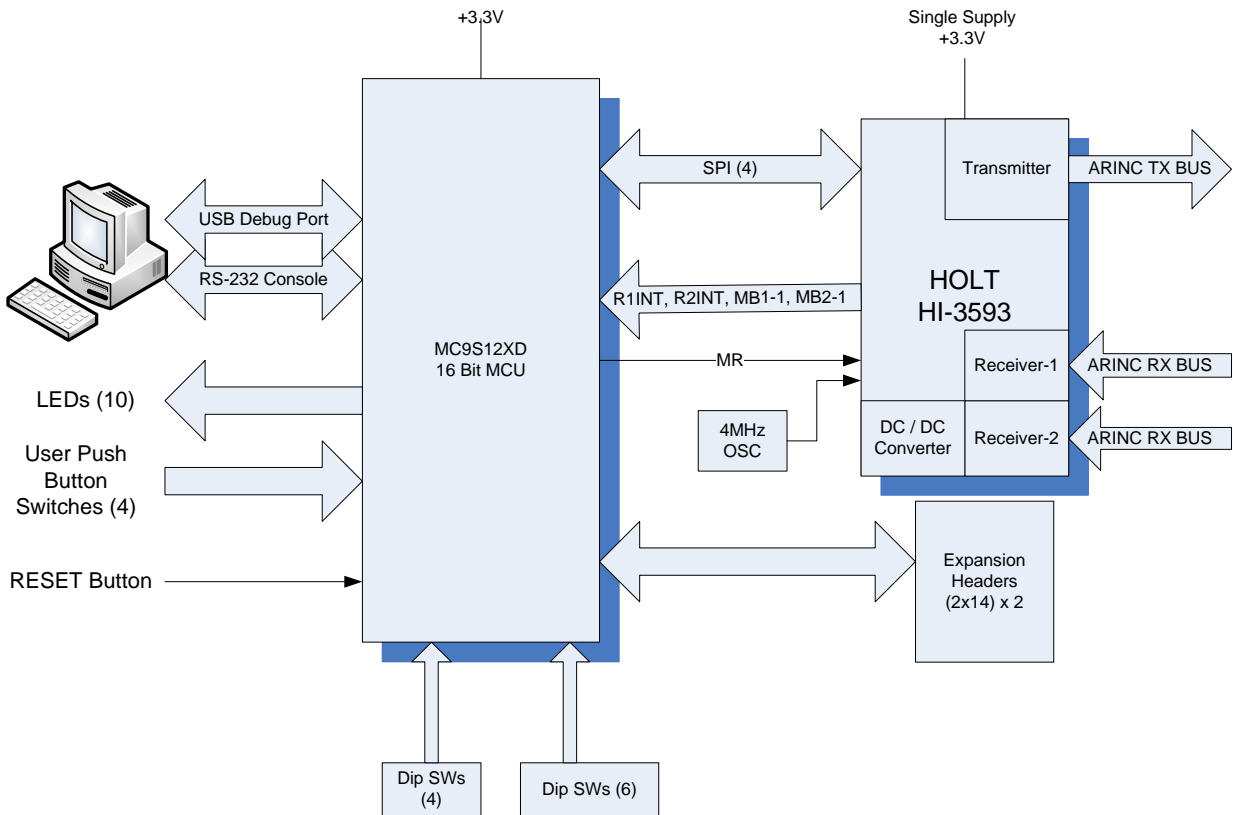 +3.3V
Single Supply
+3.3V
Transmitter
ARINC TX BUS
SPI (4)
USB Debug Port
RS-232 Console
R1INT, R2INT, MB1-1, MB2-1
HOLT
HI-3593
MC9S12XD
16 Bit MCU
MR
Receiver-1
ARINC RX BUS
LEDs (10)
4MHz
OSC
DC / DC
Converter
Receiver-2
ARINC RX BUS
User Push
Button
Switches (4)
RESET Button
Expansion
Headers
(2x14) x 2
Dip SWs
(4)
Dip SWs (6)